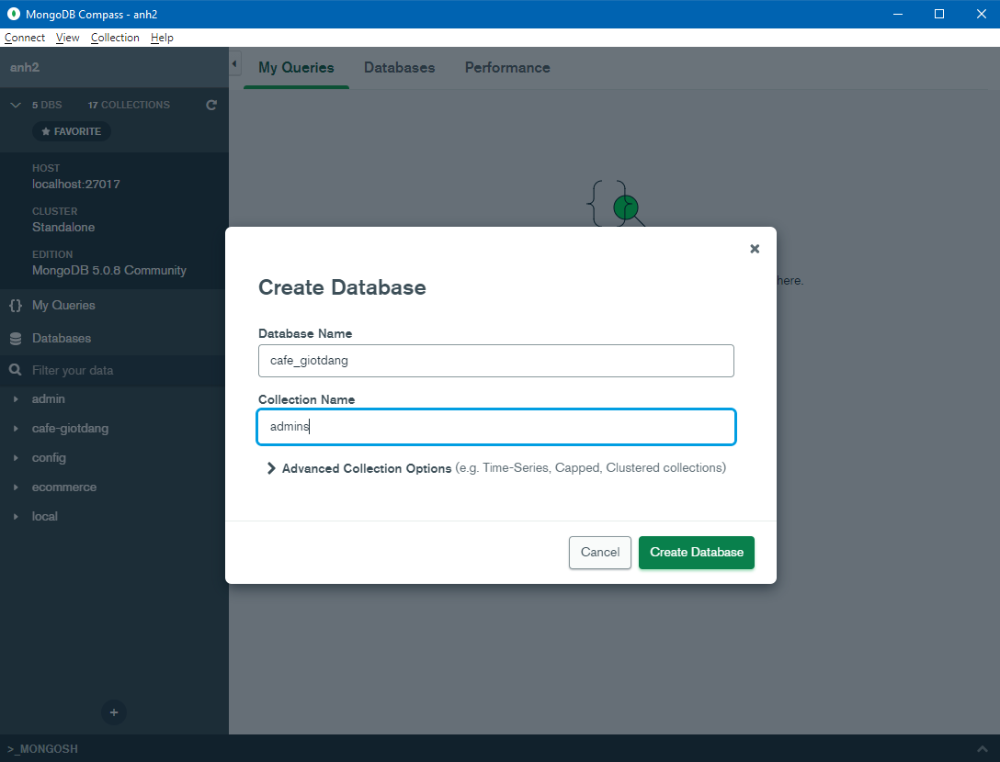 MongoDB Compass - anh2
Connect View Collection Help
anh2
My Queries Databases Performance
5 DBS 17 COLLECTIONS
FAVORITE
HOST
localhost:27017
CLUSTER
Standalone
EDITION
MongoDB 5.0.8 Community
My Queries
Databases
Filter your data
admin
cafe-giotdang
config
ecommerce
local
here.
Create Database
Database Name
cafe_giotdang
Collection Name
admins
Advanced Collection Options (e.g. Time-Series, Capped, Clustered collections)
Cancel Create Database
>_MONGOSH